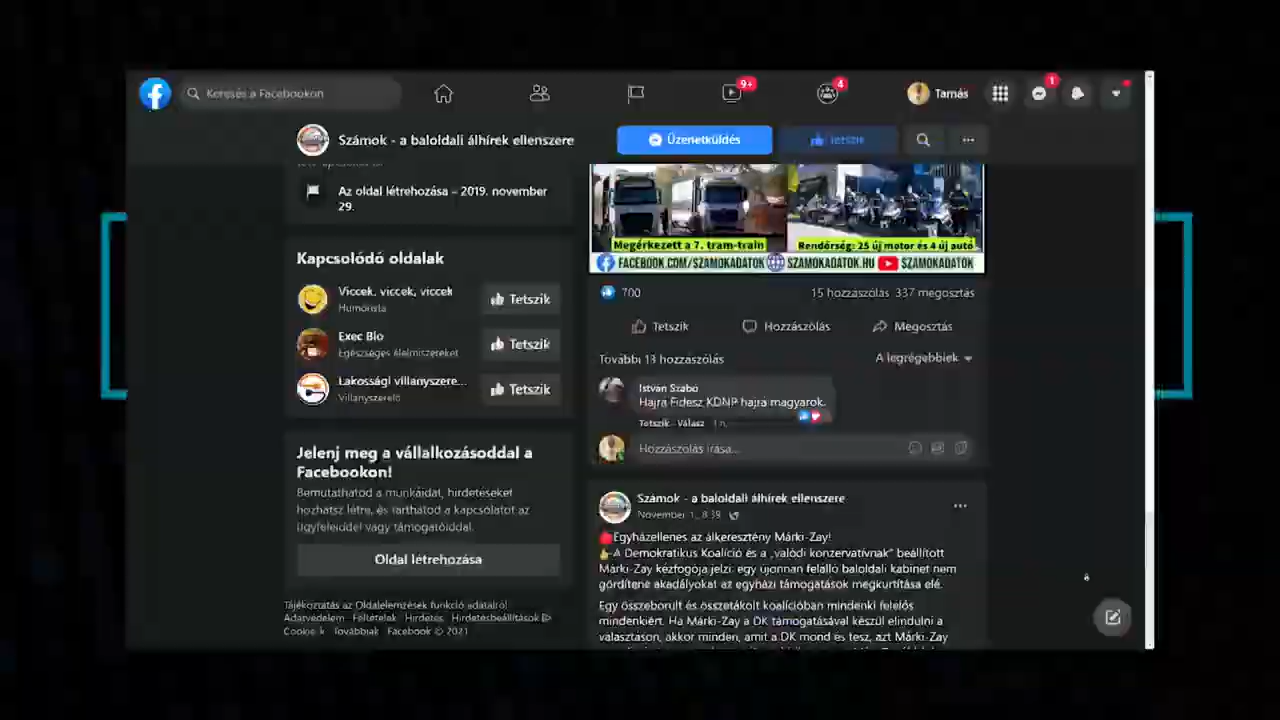 Keresés a Facebookon
9+
4
Tamás
1
Számok - a baloldali álhírek ellenszere
Üzenetküldés
Tetszik
Az oldal létrehozása – 2019. november
29.
Kapcsolódó oldalak
Viccek, viccek, viccek
Humorista
Tetszik
Exec Bio
Egészséges élelmiszereket
Tetszik
Lakossági villanyszere...
Villanyszerelő
Tetszik
Jelenj meg a vállalkozásoddal a
Facebookon!
Bemutathatod a munkáidat, hirdetéseket
hozhatsz létre, és tarthatod a kapcsolatot az
ügyfeleiddel vagy támogatóiddal.
Oldal létrehozása
Tájékoztatás az Oldalelemzések funkció adatairól
Adatvédelem · Feltételek · Hirdetés · Hirdetésbeállítások
Cookie-k · Továbbiak · Facebook © 2021
Megérkezett a 7. tram-train
Rendőrség: 25 új motor és 4 új autó
FACEBOOK.COM/SZAMOKADATOK SZAMOKADATOK.HU SZAMOKADATOK
700
15 hozzászólás 337 megosztás
Tetszik Hozzászólás Megosztás
További 13 hozzászólás
A legrégebbiek
István Szabó
Hajrá Fidesz KDNP hajrá magyarok.
Tetszik · Válasz
Hozzászólás írása...
Számok - a baloldali álhírek ellenszere
November 1., 8:39
Egyházellenes az álkeresztény Márki-Zay!
A Demokratikus Koalíció és a „valódi konzervatívnak” beállított
Márki-Zay kézfogója jelzi: egy újonnan felálló baloldali kabinet nem
gördítene akadályokat az egyházi támogatások megkurtítása elé.
Egy összeborult és összetákolt koalícióban mindenki felelős
mindenkiért. Ha Márki-Zay a DK támogatásával készül elindulni a
választáson, akkor minden, amit a DK mond és tesz, azt Márki-Zay